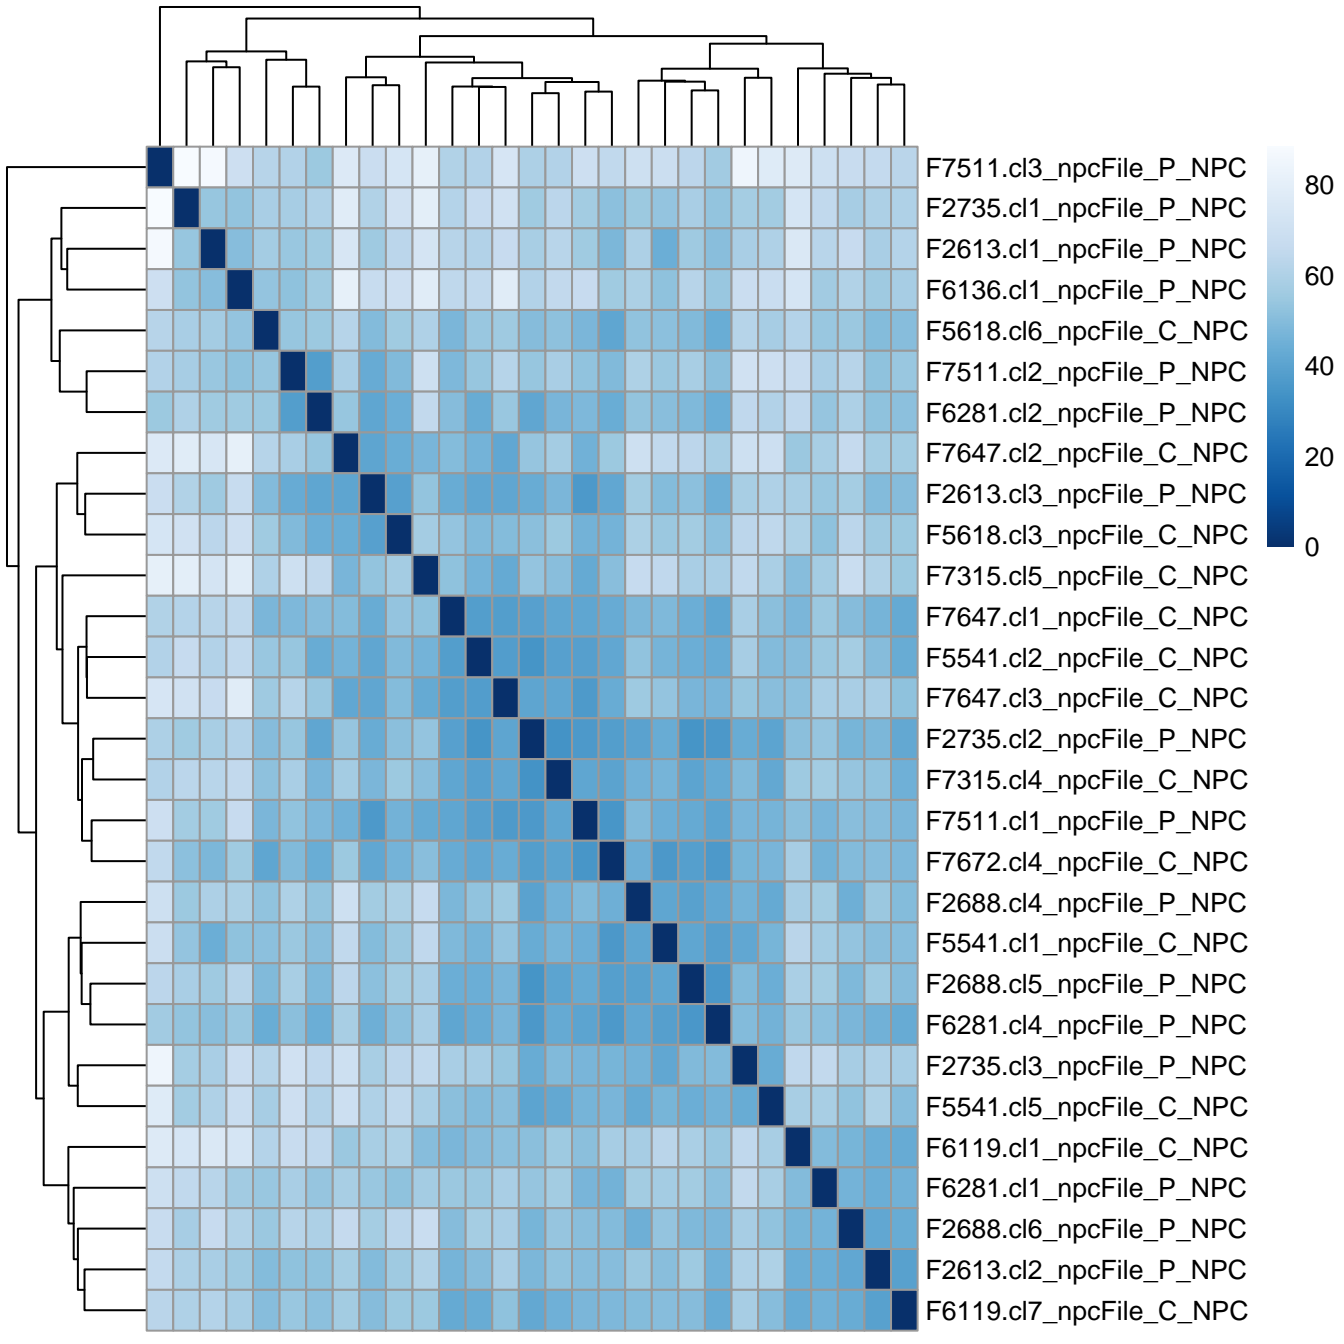 F7511.cl3_npcFile_P_NPC
F2735.cl1_npcFile_P_NPC
F2613.cl1_npcFile_P_NPC
F6136.cl1_npcFile_P_NPC
F5618.cl6_npcFile_C_NPC
F7511.cl2_npcFile_P_NPC
F6281.cl2_npcFile_P_NPC
F7647.cl2_npcFile_C_NPC
F2613.cl3_npcFile_P_NPC
F5618.cl3_npcFile_C_NPC
F7315.cl5_npcFile_C_NPC
F7647.cl1_npcFile_C_NPC
F5541.cl2_npcFile_C_NPC
F7647.cl3_npcFile_C_NPC
F2735.cl2_npcFile_P_NPC
F7315.cl4_npcFile_C_NPC
F7511.cl1_npcFile_P_NPC
F7672.cl4_npcFile_C_NPC
F2688.cl4_npcFile_P_NPC
F5541.cl1_npcFile_C_NPC
F2688.cl5_npcFile_P_NPC
F6281.cl4_npcFile_P_NPC
F2735.cl3_npcFile_P_NPC
F5541.cl5_npcFile_C_NPC
F6119.cl1_npcFile_C_NPC
F6281.cl1_npcFile_P_NPC
F2688.cl6_npcFile_P_NPC
F2613.cl2_npcFile_P_NPC
F6119.cl7_npcFile_C_NPC
80
60
40
20
0